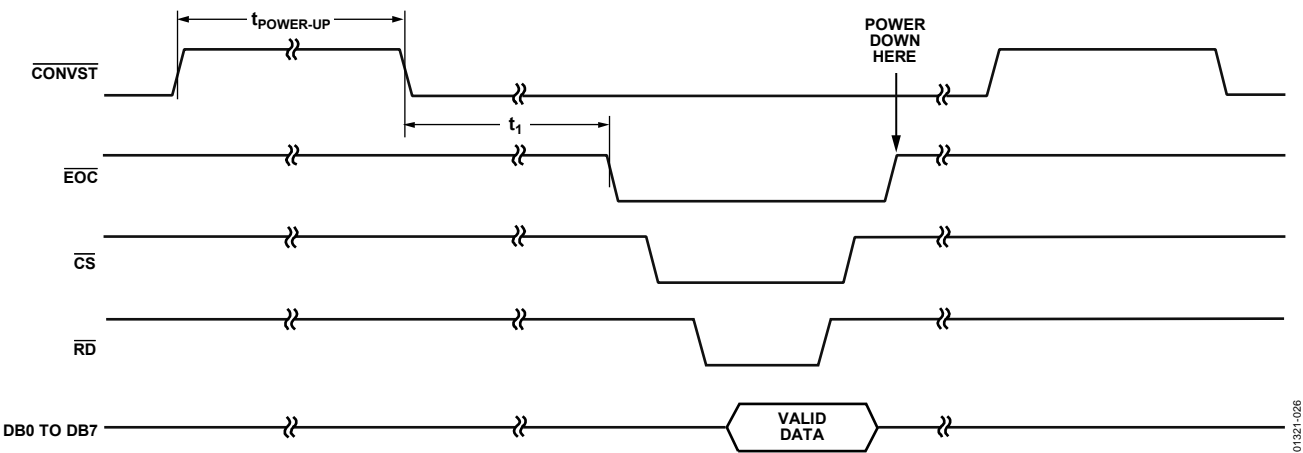 tPOWER-UP
POWER
DOWN
HERE
CONVST
t1
EOC
CS
RD
DB0 TO DB7
VALID
DATA
01321-026